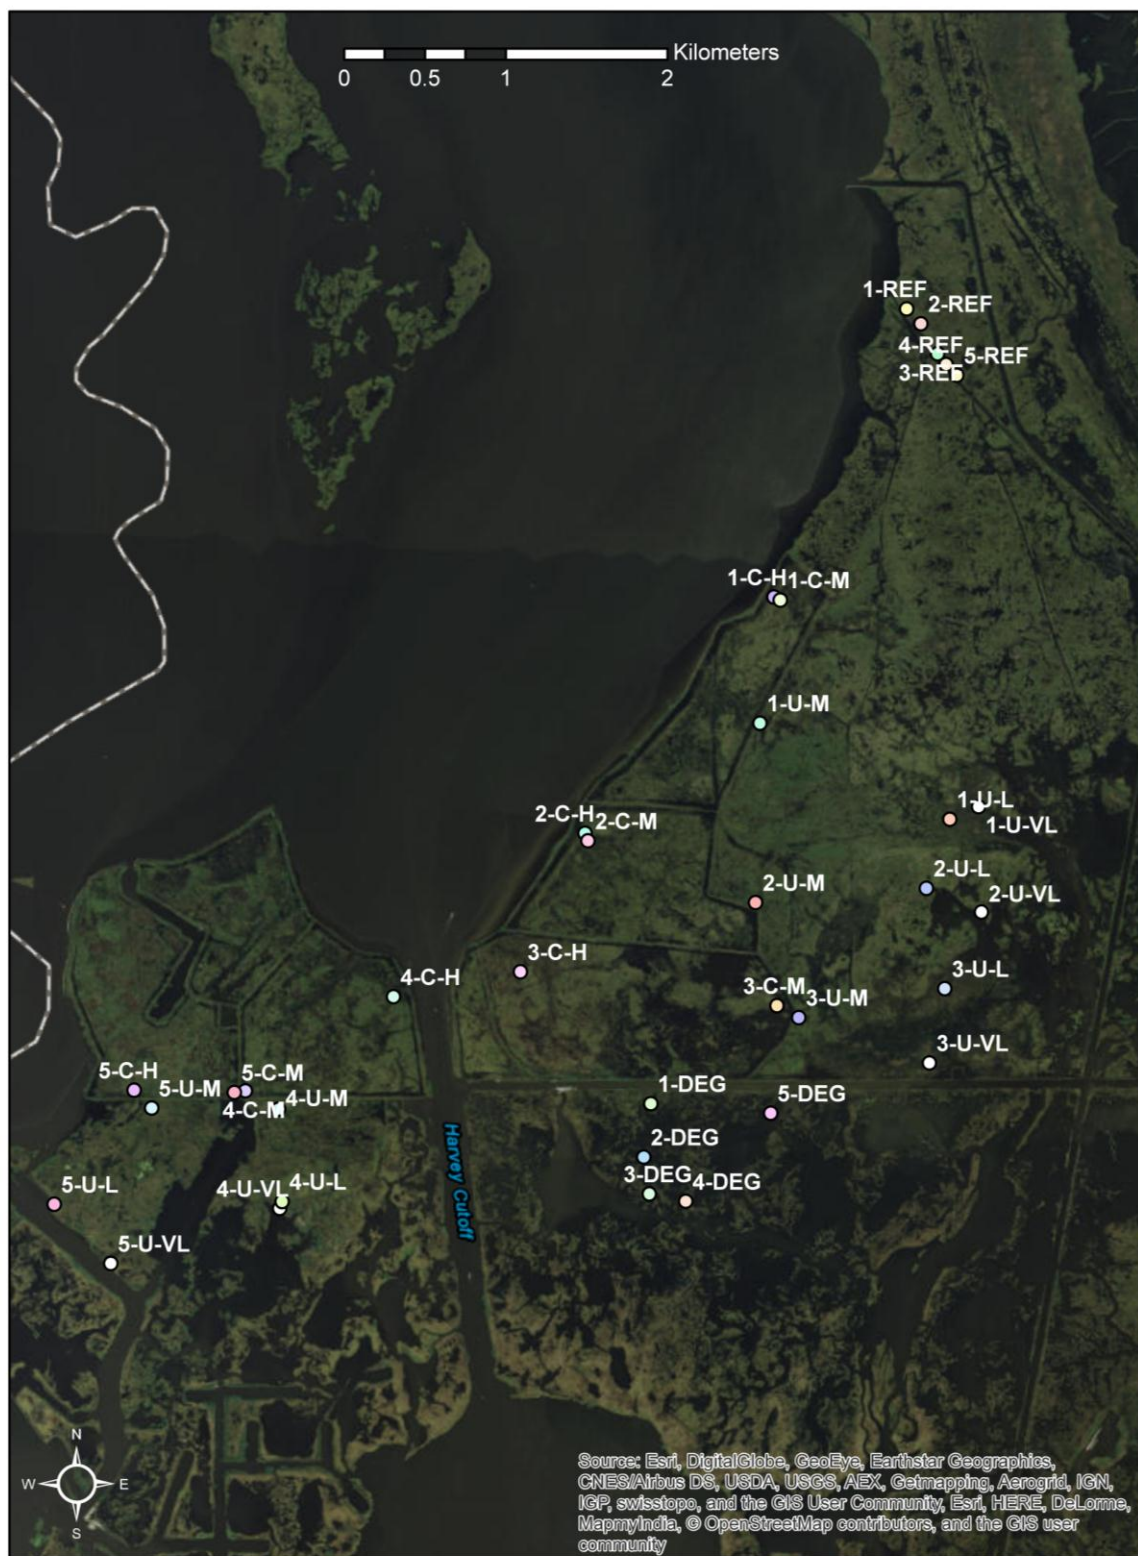 Kilometers
0 0.5 1 2
1-REF
2-REF
4-REF
5-REF
3-REF
1-C-H
1-C-M
1-U-M
1-U-L
1-U-VL
2-C-H
2-C-M
2-U-L
2-U-M
2-U-VL
3-C-H
4-C-H
3-C-M
3-U-L
3-U-M
3-U-VL
5-C-H
5-C-M
5-U-M
4-C-M
4-U-M
1-DEG
5-DEG
2-DEG
Harvey Cutoff
3-DEG
4-DEG
5-U-L
4-U-VL
4-U-L
5-U-VL
N
W E
S
Source: Esri, DigitalGlobe, GeoEye, Earthstar Geographics,
CNES/Airbus DS, USDA, USGS, AEX, Getmapping, Aerogrid, IGN,
IGP, swisstopo, and the GIS User Community, Esri, HERE, DeLorme,
MapmyIndia, © OpenStreetMap contributors, and the GIS user
community